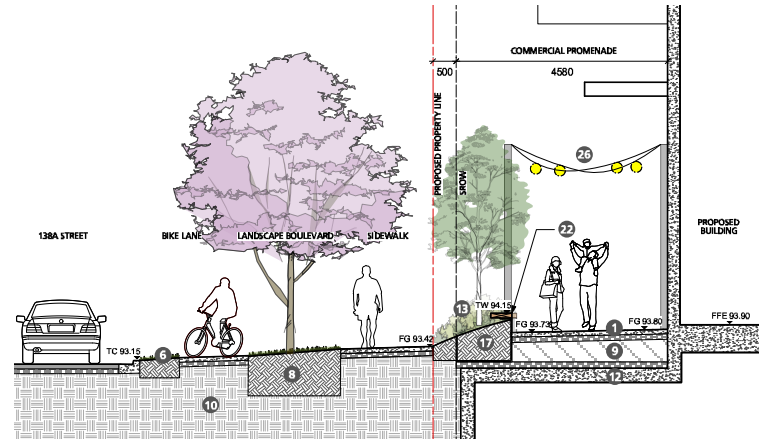 COMMERCIAL PROMENADE
500
4580
PROPOSED PROPERTY LINE
SROW
26
138A STREET
BIKE LANE
LANDSCAPE BOULEVARD
SIDEWALK
22
PROPOSED
BUILDING
13
TW 94.15
TC 93.15
FG 93.42
FG 93.73
FG 93.80
FFE 93.90
1
6
17
9
8
12
10